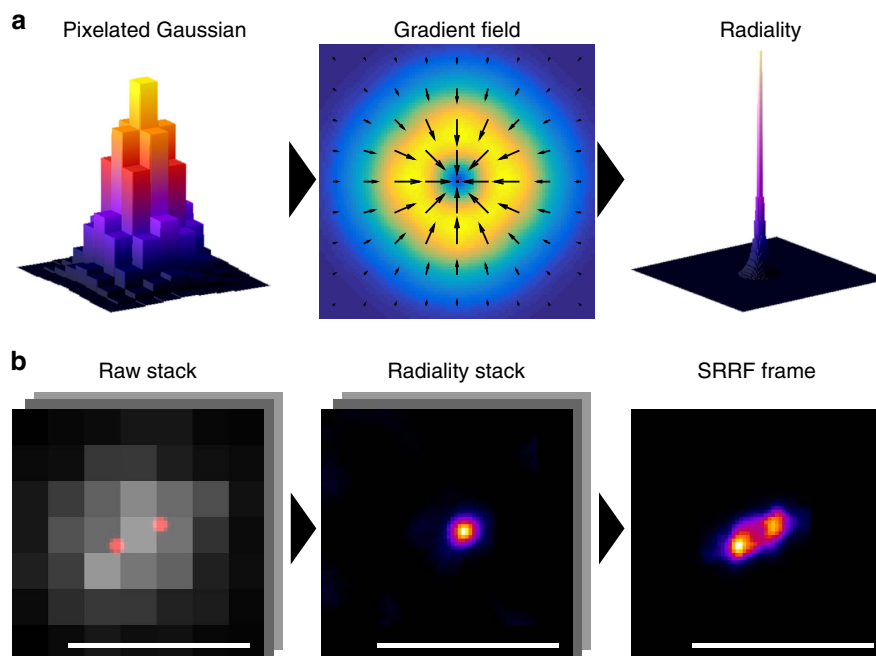 a
Pixelated Gaussian
Gradient field
Radiality
b
Raw stack
Radiality stack
SRRF frame